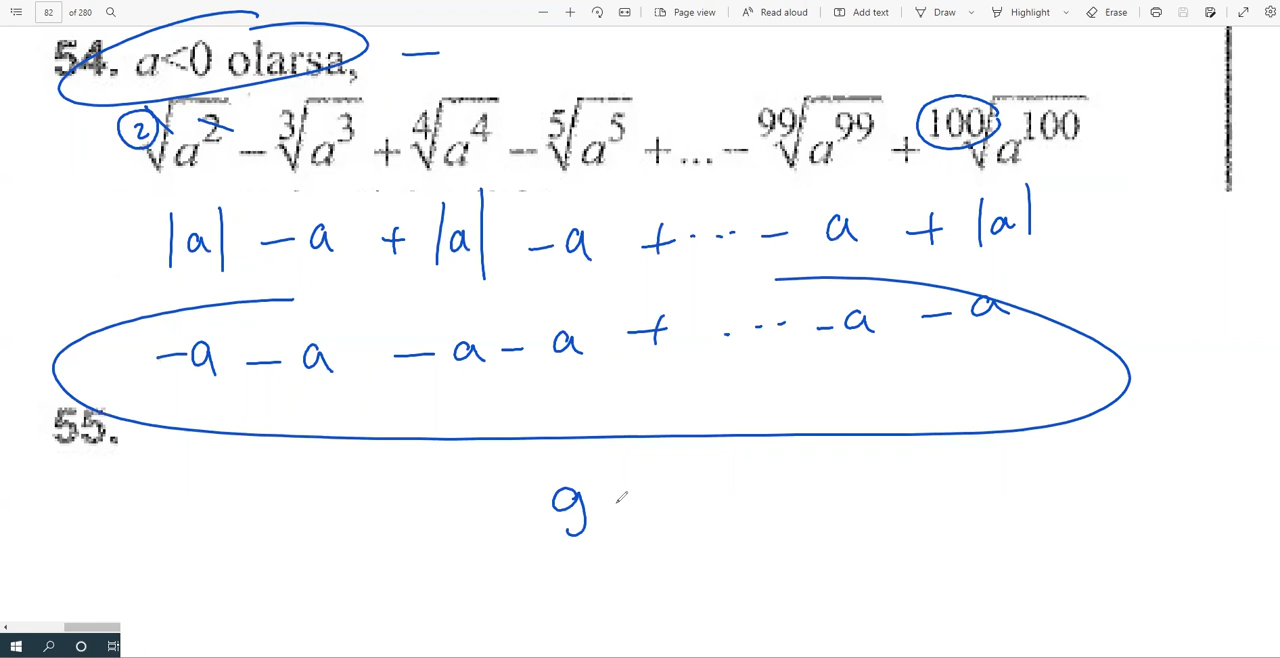 82 of 280 Page view Read aloud Add text Draw Highlight Erase
54. a<0 olarsa, −
②√a² − ³√a³ + ⁴√a⁴ − ⁵√a⁵ + ... − ⁹⁹√a⁹⁹ + ¹⁰⁰√a¹⁰⁰
|a| − a + |a| − a + ... − a + |a|
−a − a − a − a + ... − a − a
55.
9